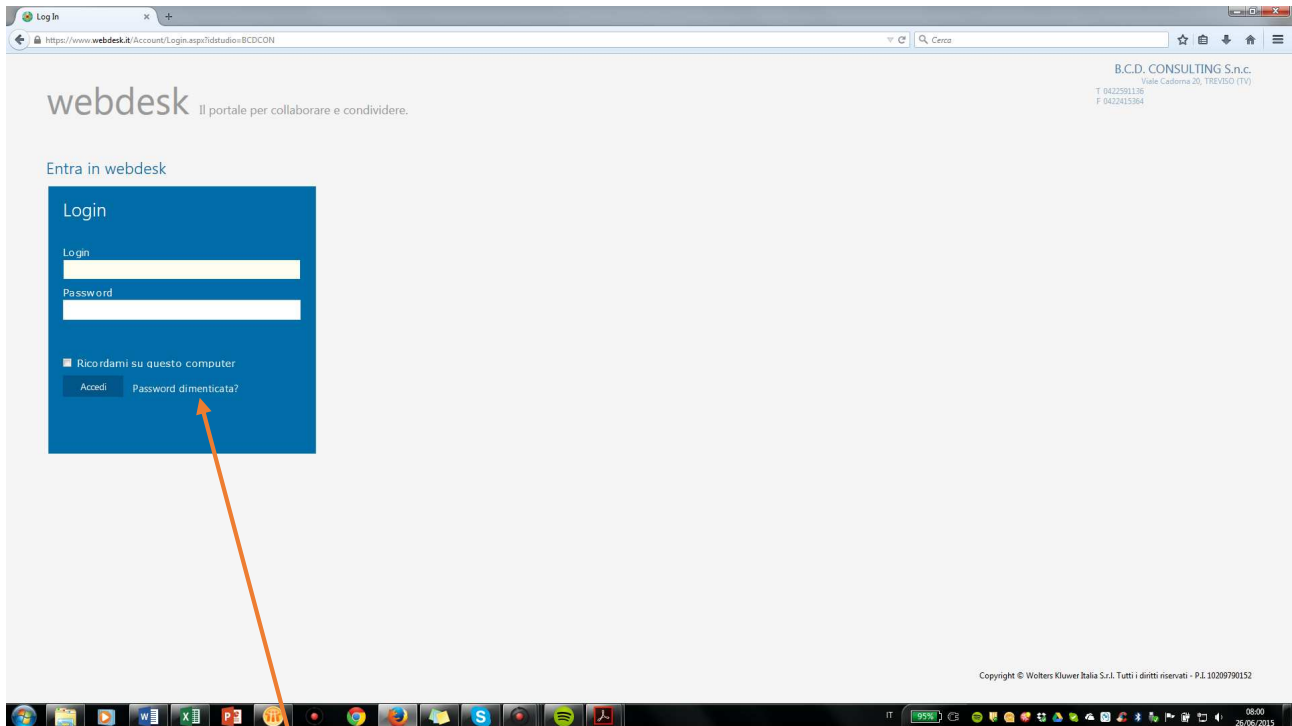 Log In
https://www.webdesk.it/Account/Login.aspx?idstudio=BCDCON
Cerca
B.C.D. CONSULTING S.n.c.
Viale Cadorna 20, TREVISO (TV)
T 0422591136
F 0422415364
webdesk Il portale per collaborare e condividere.
Entra in webdesk
Login
Login
Password
Ricordami su questo computer
Accedi Password dimenticata?
Copyright © Wolters Kluwer Italia S.r.l. Tutti i diritti riservati - P.I. 10209790152
IT 95% 08:00
26/06/2015